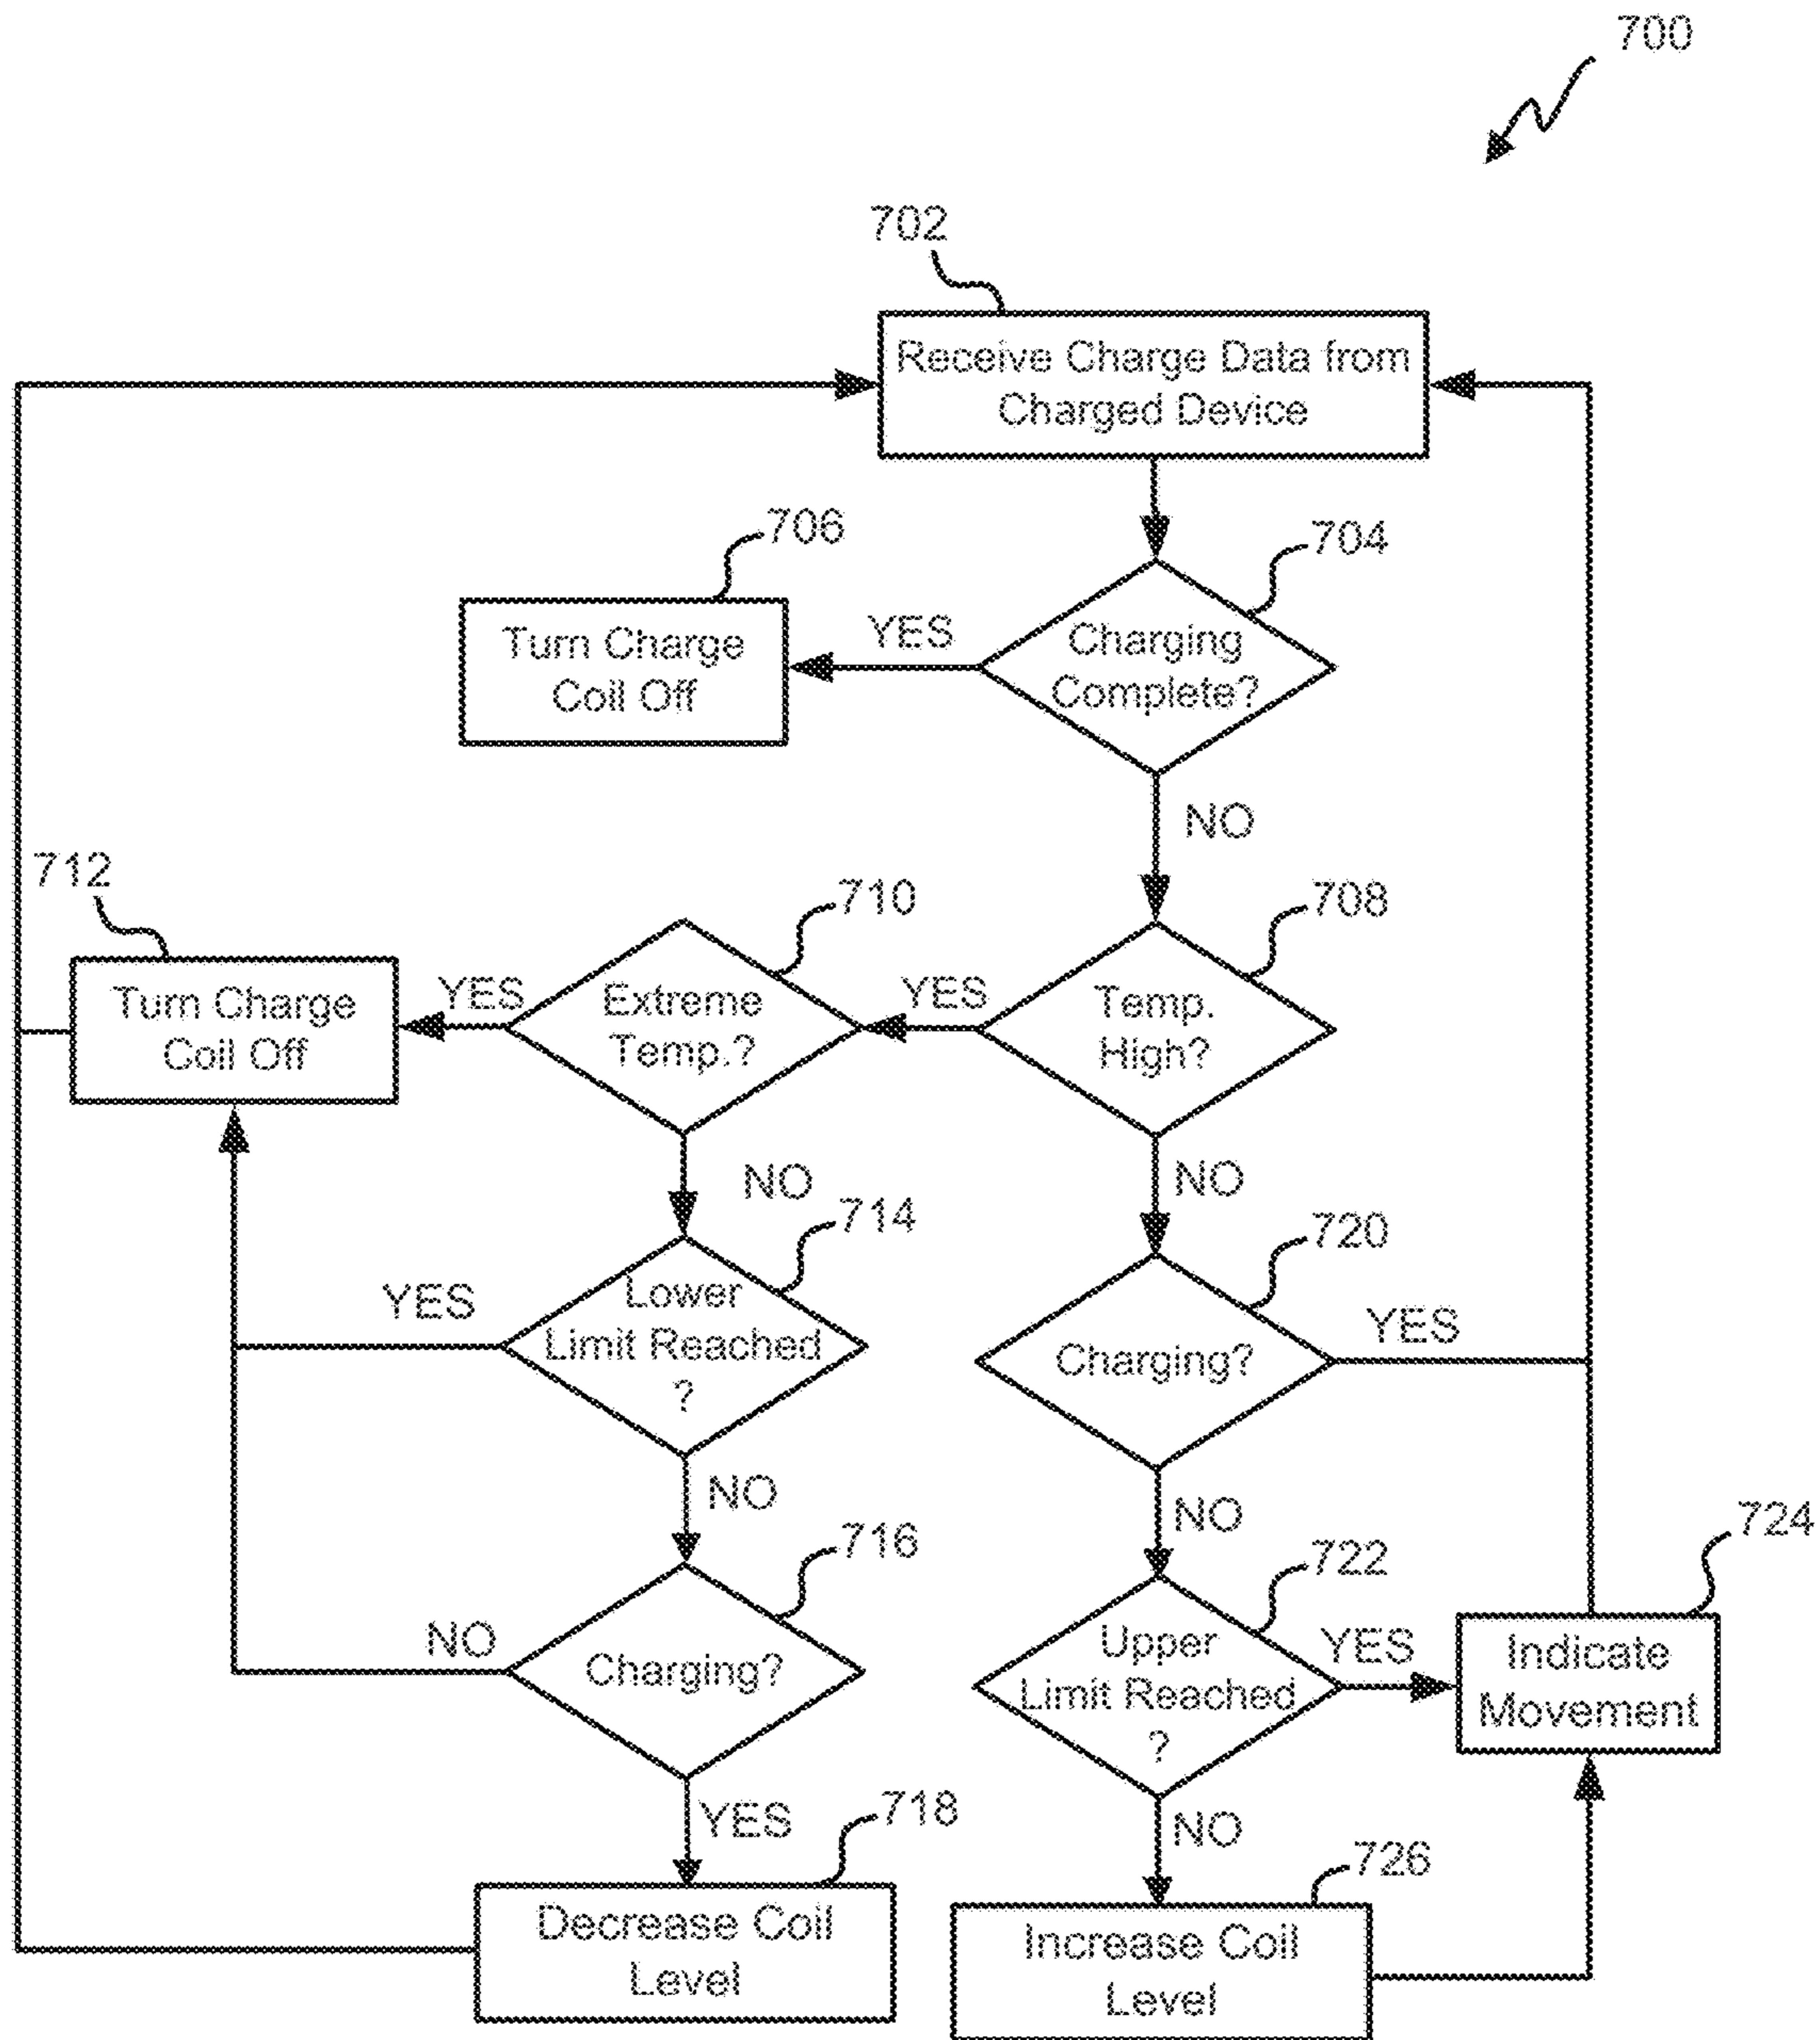 700
702
Receive Charge Data from
Charged Device
706
704
Turn Charge
Coil Off
YES
Charging
Complete?
NO
712
710
708
Turn Charge
Coil Off
YES
Extreme
Temp.?
YES
Temp.
High?
NO
NO
714
720
YES
Lower
Limit Reached
?
Charging?
YES
NO
NO
716
722
724
NO
Charging?
Upper
Limit Reached
?
YES
Indicate
Movement
YES
718
NO
726
Decrease Coil
Level
Increase Coil
Level